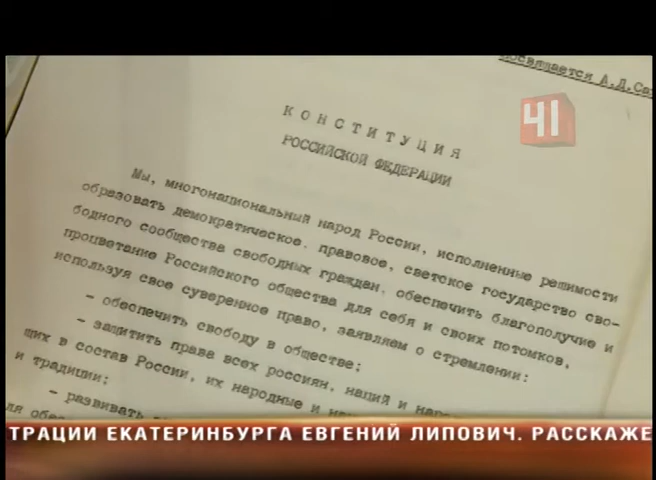 Посвящается А.Д.Са
41
КОНСТИТУЦИЯ
РОССИЙСКОЙ ФЕДЕРАЦИИ
Мы, многонациональный народ России, исполненные решимости
образовать демократическое, правовое, светское государство сво-
бодного сообщества свободных граждан, обеспечить благополучие и
процветание Российского общества для себя и своих потомков,
используя свое суверенное право, заявляем о стремлении:
- обеспечить свободу в обществе;
- защитить права всех россиян, наций и
щих в состав России, их народные и
и традиции;
- развивать
ля
ТРАЦИИ ЕКАТЕРИНБУРГА ЕВГЕНИЙ ЛИПОВИЧ. РАССКАЖЕ